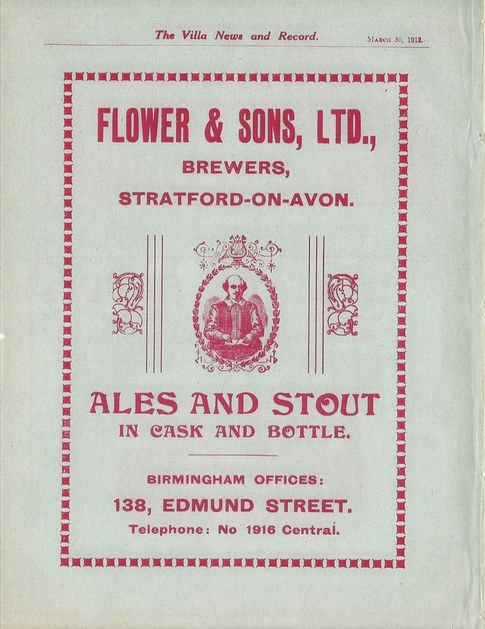 The Villa News and Record.
March 30, 1912.
FLOWER & SONS, LTD.,
BREWERS,
STRATFORD-ON-AVON.
ALES AND STOUT
IN CASK AND BOTTLE.
BIRMINGHAM OFFICES:
138, EDMUND STREET.
Telephone: No 1916 Central.